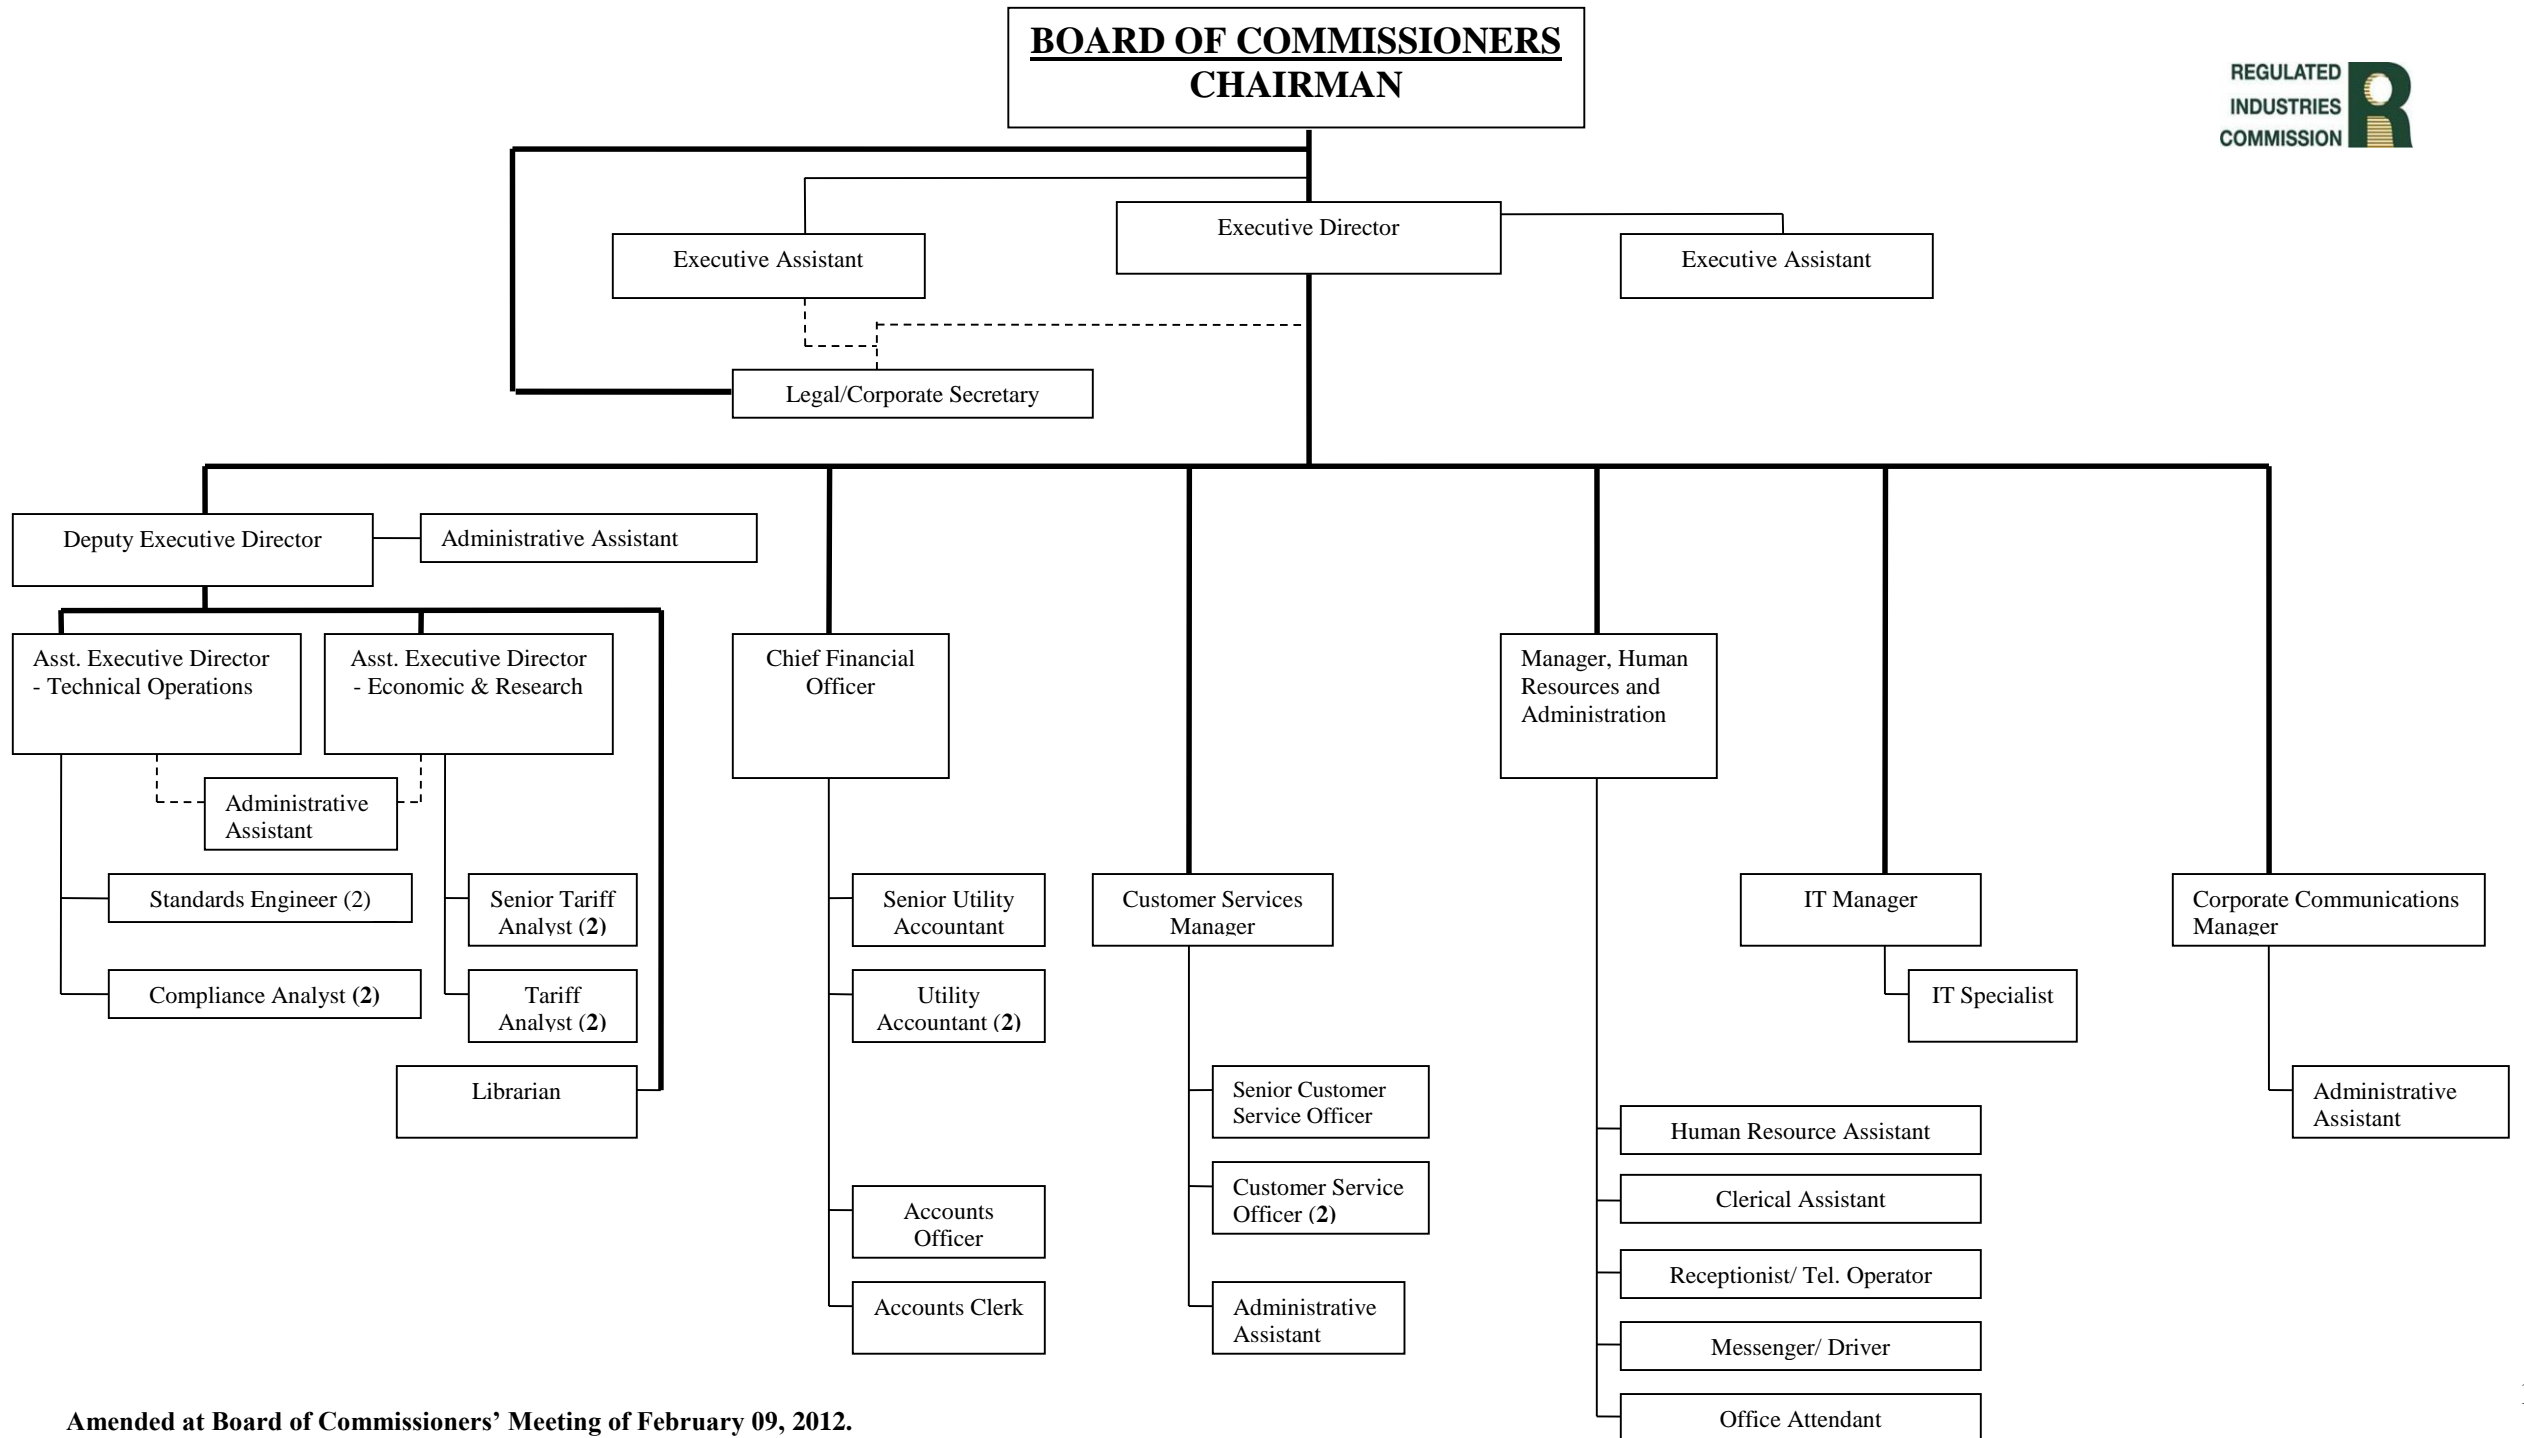 BOARD OF COMMISSIONERS
CHAIRMAN
REGULATED
INDUSTRIES
COMMISSION
Executive Director
Executive Assistant
Executive Assistant
Legal/Corporate Secretary
Deputy Executive Director
Administrative Assistant
Asst. Executive Director
- Technical Operations
Asst. Executive Director
- Economic & Research
Chief Financial
Officer
Manager, Human
Resources and
Administration
Administrative
Assistant
Standards Engineer (2)
Senior Tariff
Analyst (2)
Senior Utility
Accountant
Customer Services
Manager
IT Manager
Corporate Communications
Manager
Compliance Analyst (2)
Tariff
Analyst (2)
Utility
Accountant (2)
IT Specialist
Librarian
Senior Customer
Service Officer
Administrative
Assistant
Human Resource Assistant
Customer Service
Officer (2)
Clerical Assistant
Accounts
Officer
Receptionist/ Tel. Operator
Accounts Clerk
Administrative
Assistant
Messenger/ Driver
Office Attendant
Amended at Board of Commissioners’ Meeting of February 09, 2012.